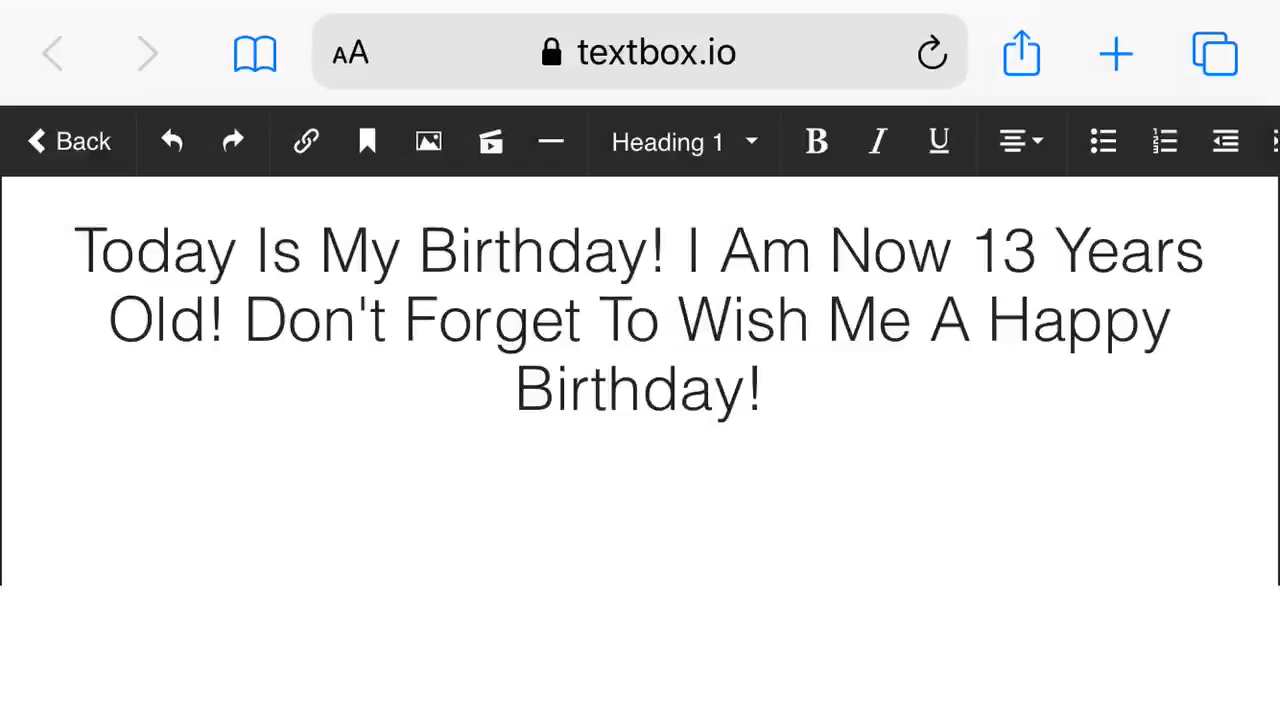 AA textbox.io
Back Heading 1 B I U
Today Is My Birthday! I Am Now 13 Years
Old! Don't Forget To Wish Me A Happy
Birthday!